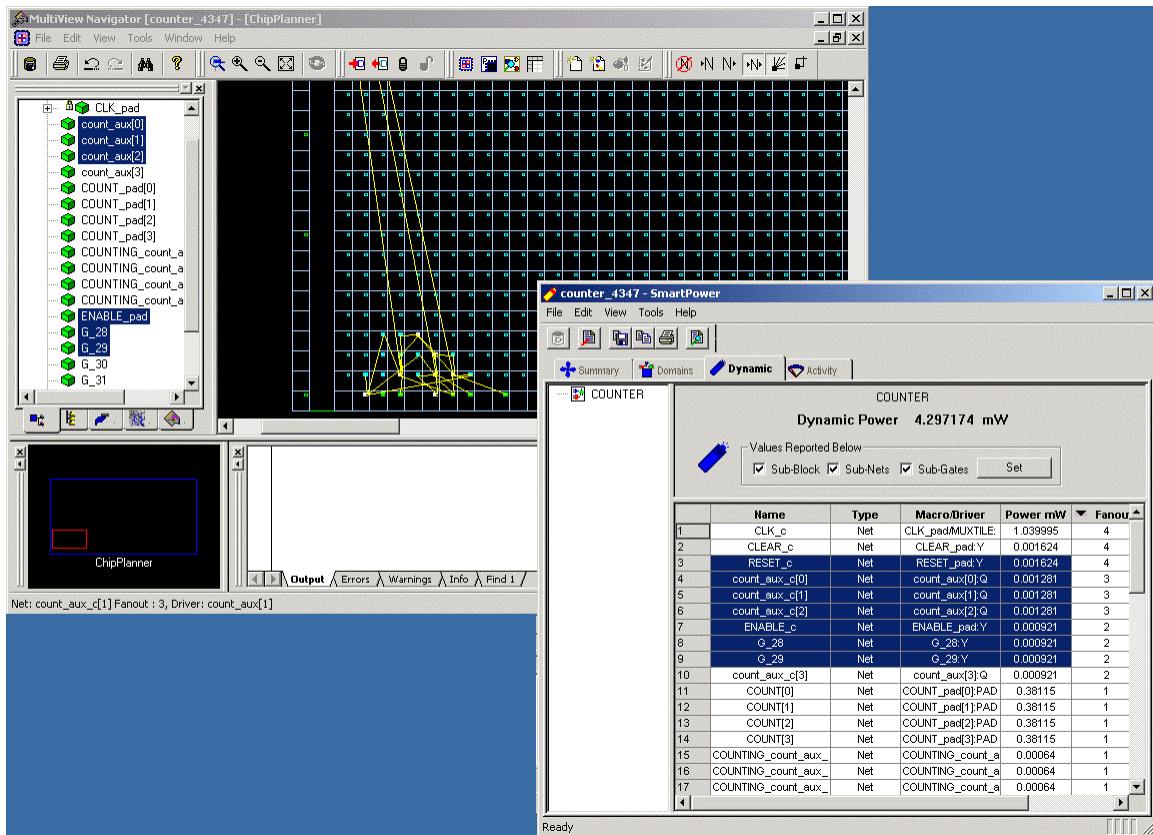 MultiView Navigator [counter_4347] - [ChipPlanner]
File Edit View Tools Window Help
CLK_pad
count_aux[0]
count_aux[1]
count_aux[2]
count_aux[3]
COUNT_pad[0]
COUNT_pad[1]
COUNT_pad[2]
COUNT_pad[3]
COUNTING_count_a
COUNTING_count_a
COUNTING_count_a
COUNTING_count_a
ENABLE_pad
G_28
G_29
G_30
G_31
ChipPlanner
Output Errors Warnings Info Find 1
Net: count_aux_c[1] Fanout : 3, Driver: count_aux[1]
counter_4347 - SmartPower
File Edit View Tools Help
Summary Domains Dynamic Activity
COUNTER
COUNTER
Dynamic Power 4.297174 mW
Values Reported Below
Sub-Block Sub-Nets Sub-Gates Set
Name Type Macro/Driver Power mW Fanou
1 CLK_c Net CLK_pad/MUXTILE: 1.039995 4
2 CLEAR_c Net CLEAR_pad:Y 0.001624 4
3 RESET_c Net RESET_pad:Y 0.001624 4
4 count_aux_c[0] Net count_aux[0]:Q 0.001281 3
5 count_aux_c[1] Net count_aux[1]:Q 0.001281 3
6 count_aux_c[2] Net count_aux[2]:Q 0.001281 3
7 ENABLE_c Net ENABLE_pad:Y 0.000921 2
8 G_28 Net G_28:Y 0.000921 2
9 G_29 Net G_29:Y 0.000921 2
10 count_aux_c[3] Net count_aux[3]:Q 0.000921 2
11 COUNT[0] Net COUNT_pad[0]:PAD 0.38115 1
12 COUNT[1] Net COUNT_pad[1]:PAD 0.38115 1
13 COUNT[2] Net COUNT_pad[2]:PAD 0.38115 1
14 COUNT[3] Net COUNT_pad[3]:PAD 0.38115 1
15 COUNTING_count_aux_ Net COUNTING_count_a 0.00064 1
16 COUNTING_count_aux_ Net COUNTING_count_a 0.00064 1
17 COUNTING_count_aux_ Net COUNTING_count_a 0.00064 1
Ready